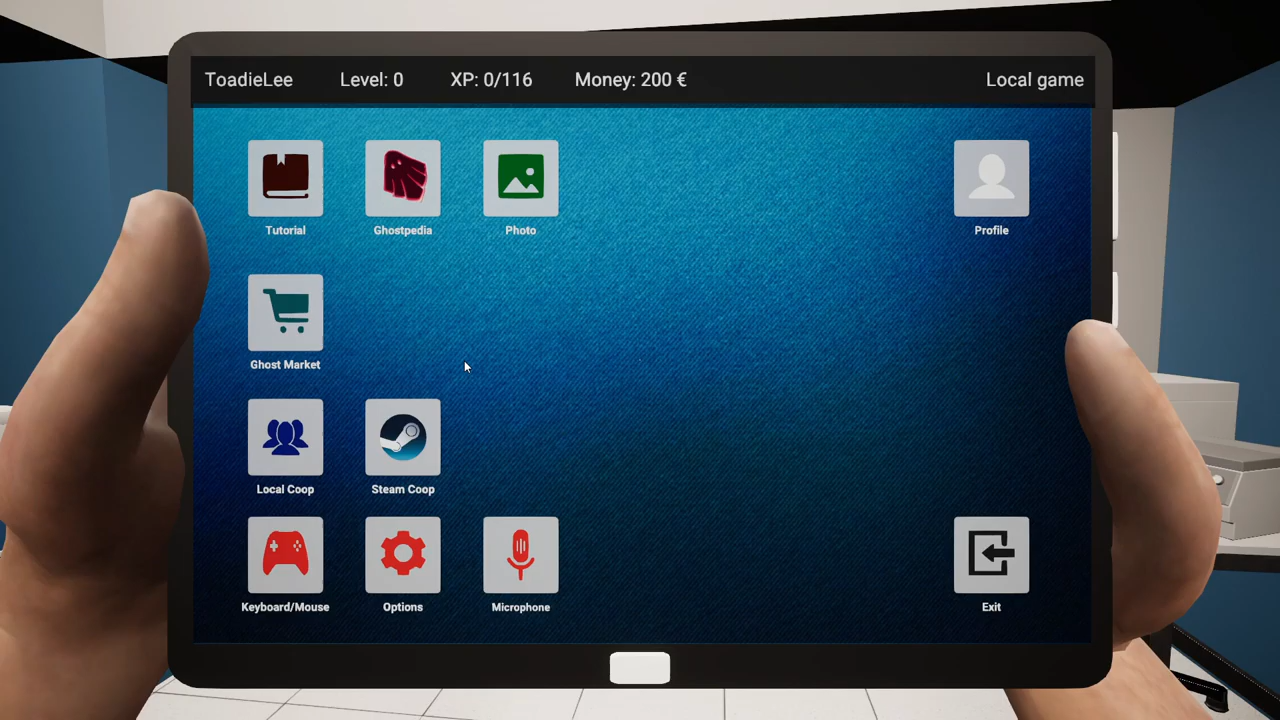 ToadieLee Level: 0 XP: 0/116 Money: 200 € Local game
Tutorial Ghostpedia Photo Profile
Ghost Market
Local Coop Steam Coop
Keyboard/Mouse Options Microphone Exit